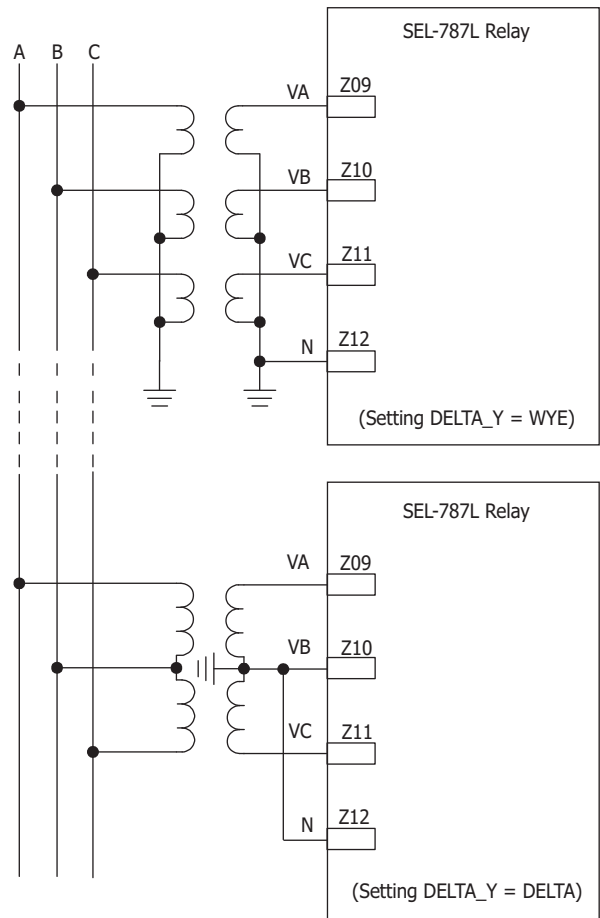 SEL-787L Relay
A B C
VA Z09
VB Z10
VC Z11
N Z12
(Setting DELTA_Y = WYE)
SEL-787L Relay
VA Z09
VB Z10
VC Z11
N Z12
(Setting DELTA_Y = DELTA)